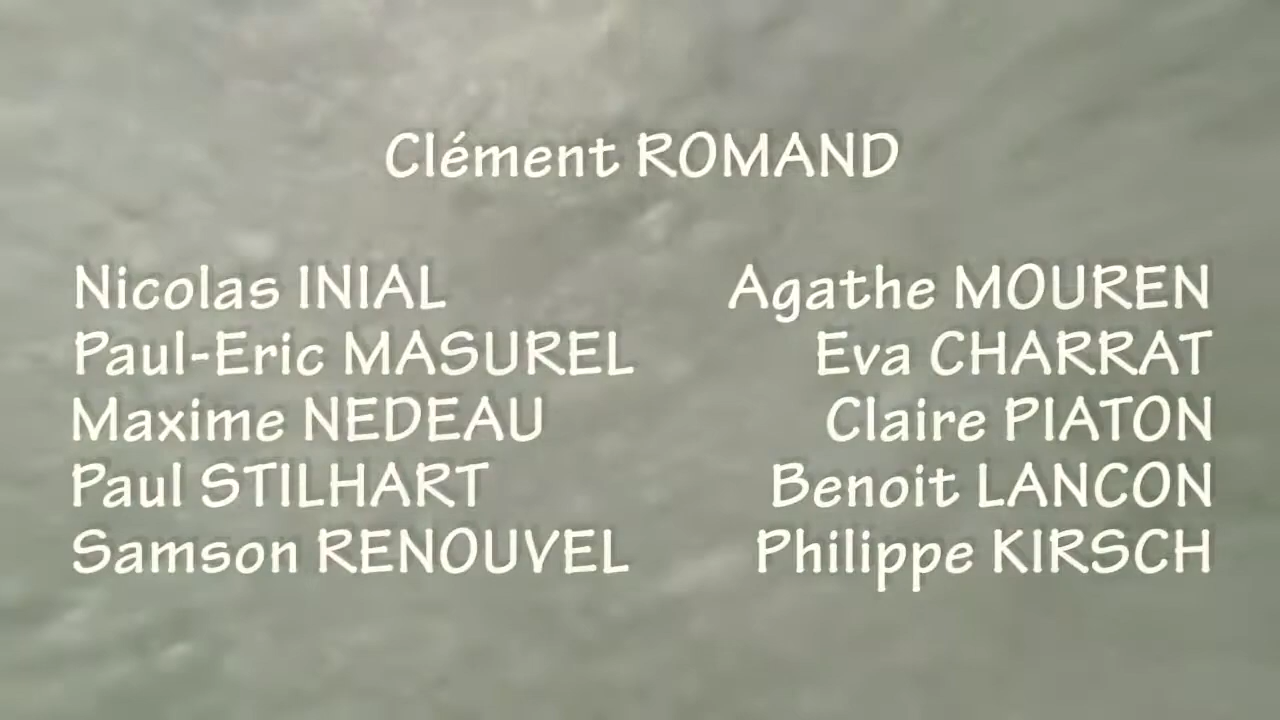 Clément ROMAND
Nicolas INIAL
Paul-Eric MASUREL
Maxime NEDEAU
Paul STILHART
Samson RENOUVEL
Agathe MOUREN
Eva CHARRAT
Claire PIATON
Benoit LANCON
Philippe KIRSCH